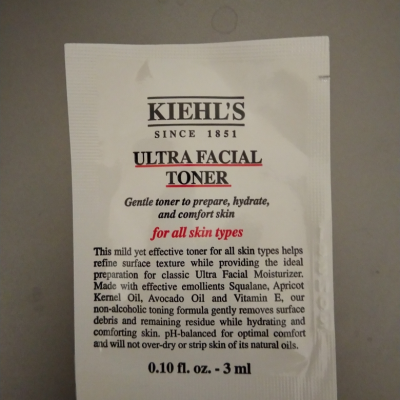 KIEHL'S
SINCE 1851
ULTRA FACIAL
TONER
Gentle toner to prepare, hydrate,
and comfort skin
for all skin types
This mild yet effective toner for all skin types helps
refine surface texture while providing the ideal
preparation for classic Ultra Facial Moisturizer.
Made with effective emollients Squalane, Apricot
Kernel Oil, Avocado Oil and Vitamin E, our
non-alcoholic toning formula gently removes surface
debris and remaining residue while hydrating and
comforting skin. pH-balanced for optimal comfort
and will not over-dry or strip skin of its natural oils.
0.10 fl. oz. - 3 ml